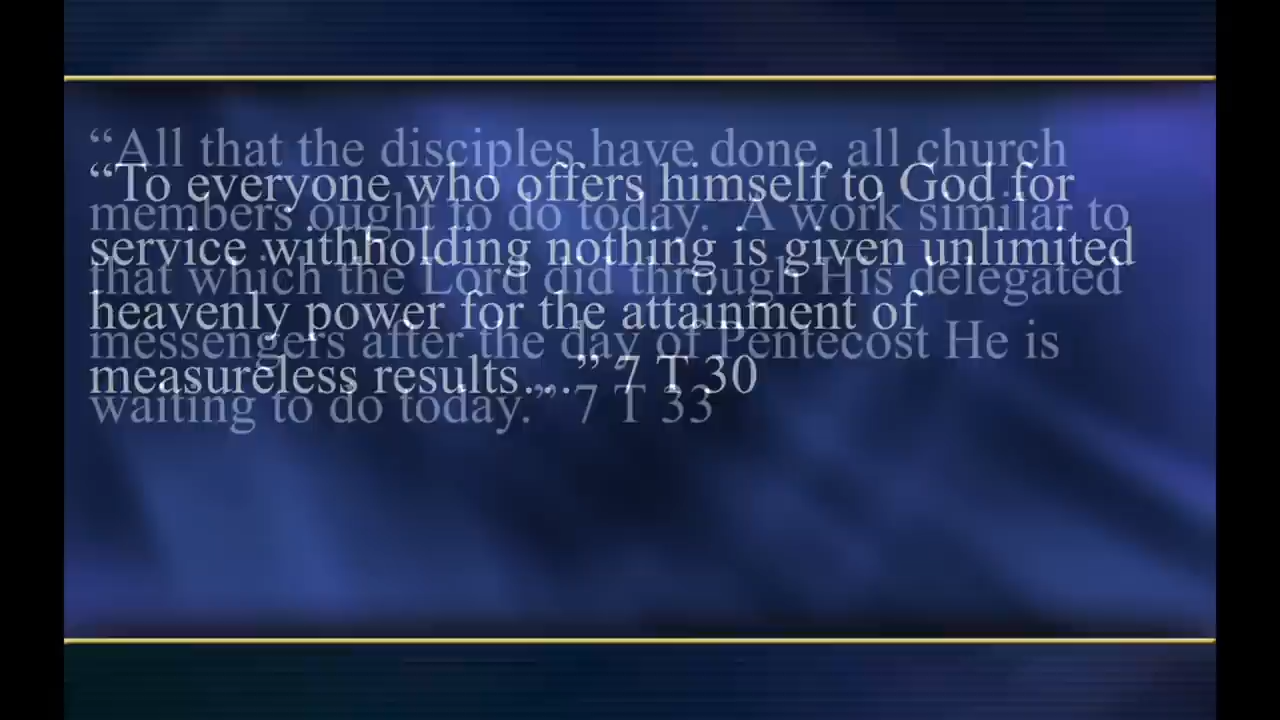 “All that the disciples have done, all church
members ought to do today.  A work similar to
that which the Lord did through His delegated
messengers after the day of Pentecost He is
waiting to do today.” 7 T 33
“To everyone who offers himself to God for
service withholding nothing is given unlimited
heavenly power for the attainment of
measureless results....” 7 T 30